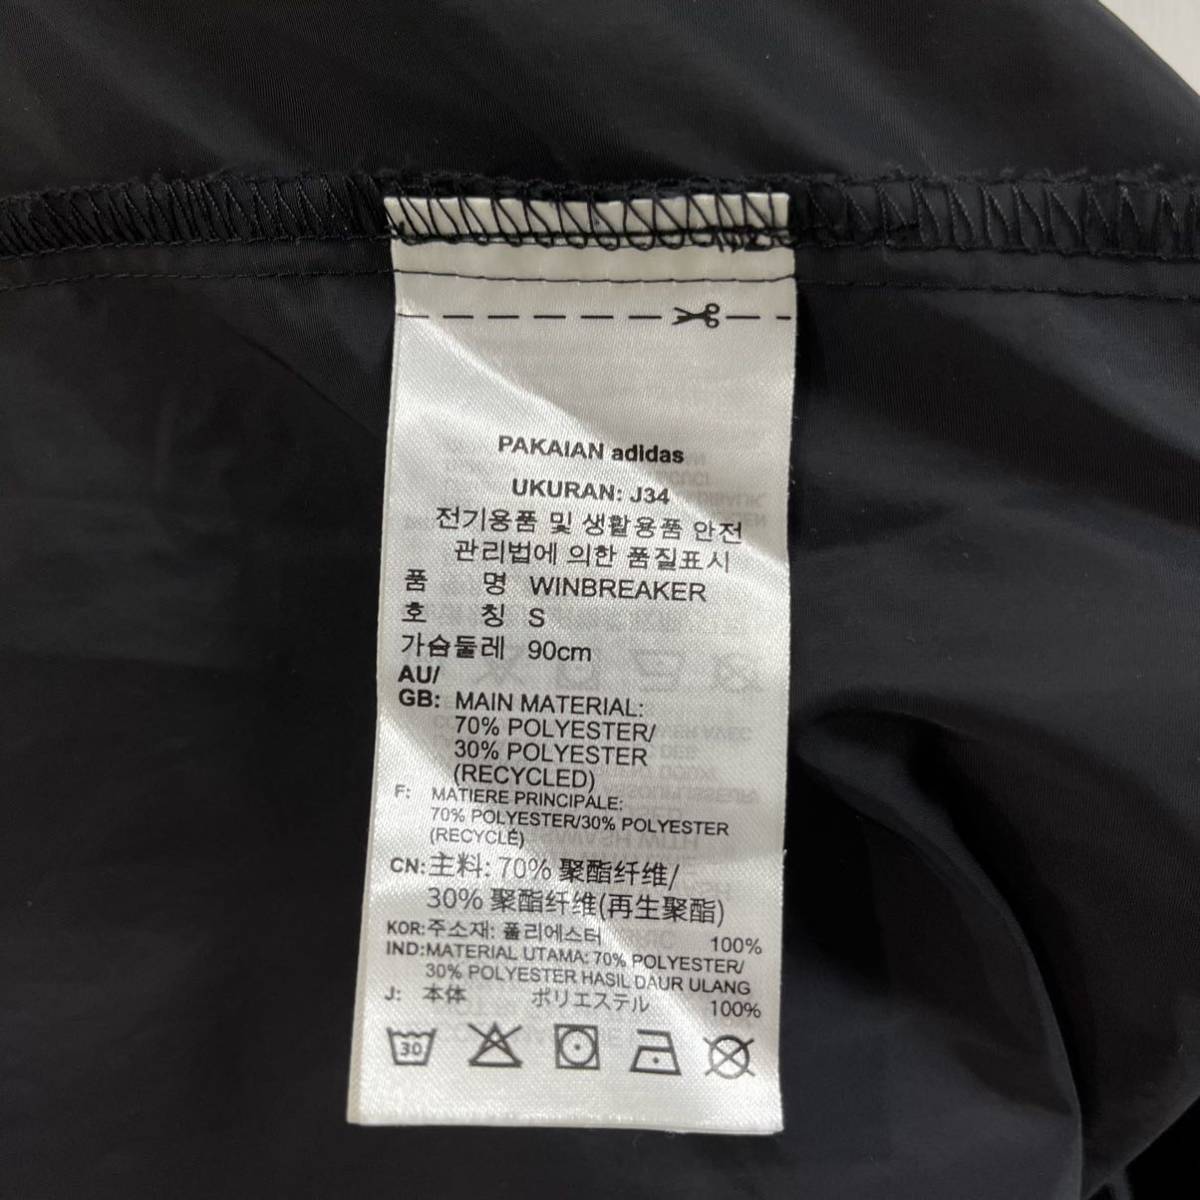 PAKAIAN adidas
UKURAN: J34
전기용품 및 생활용품 안전
관리법에 의한 품질표시
품 명 WINBREAKER
호 칭 S
가슴둘레 90cm
AU/
GB: MAIN MATERIAL:
70% POLYESTER/
30% POLYESTER
(RECYCLED)
F: MATIERE PRINCIPALE:
70% POLYESTER/30% POLYESTER
(RECYCLÉ)
CN:主料: 70% 聚酯纤维/
30% 聚酯纤维(再生聚酯)
KOR:주소재: 폴리에스터 100%
IND:MATERIAL UTAMA: 70% POLYESTER/
30% POLYESTER HASIL DAUR ULANG
J: 本体 ポリエステル 100%
30